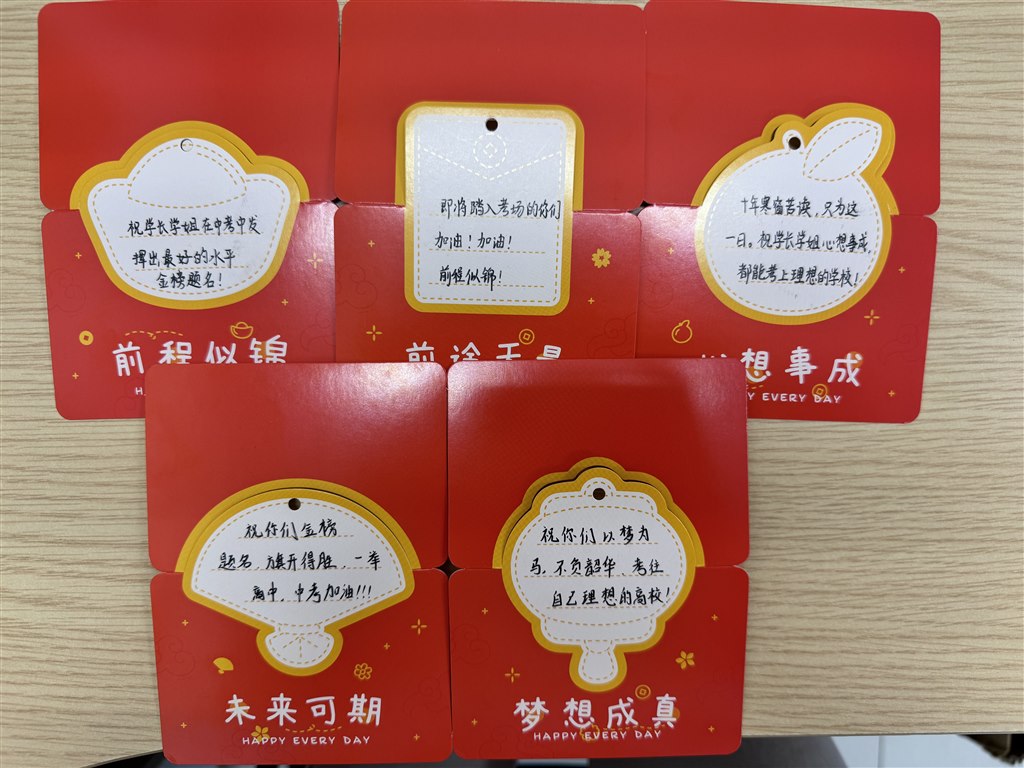 祝学长学姐在中考中发
挥出最好的水平
金榜题名!
前程似锦
即将踏入考场的你们
加油!加油!
前程似锦!
前途无量
十年寒窗苦读,只为这
一日。祝学长学姐心想事成,
都能考上理想的学校!
想事成
EVERY DAY
祝你们金榜
题名,旗开得胜,一举
高中,中考加油!!!
未来可期
HAPPY EVERY DAY
祝你们以梦为
马,不负韶华,考往
自己理想的高校!
梦想成真
HAPPY EVERY DAY